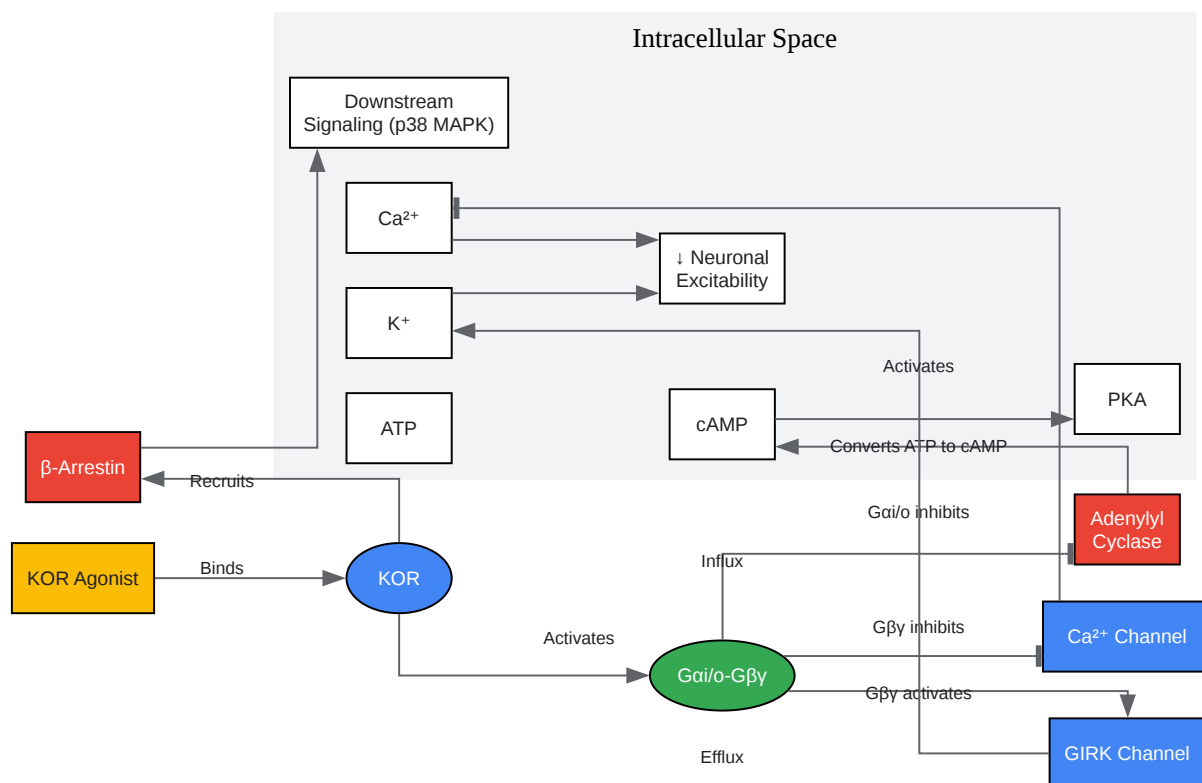 Intracellular Space
Downstream
Signaling (p38 MAPK)
Ca²⁺
↓ Neuronal
Excitability
K⁺
Activates
PKA
ATP
cAMP
Converts ATP to cAMP
β-Arrestin
Recruits
Gαi/o inhibits
Adenylyl
Cyclase
KOR Agonist
Binds
KOR
Influx
Activates
Gβγ inhibits
Ca²⁺ Channel
Gαi/o-Gβγ
Gβγ activates
Efflux
GIRK Channel